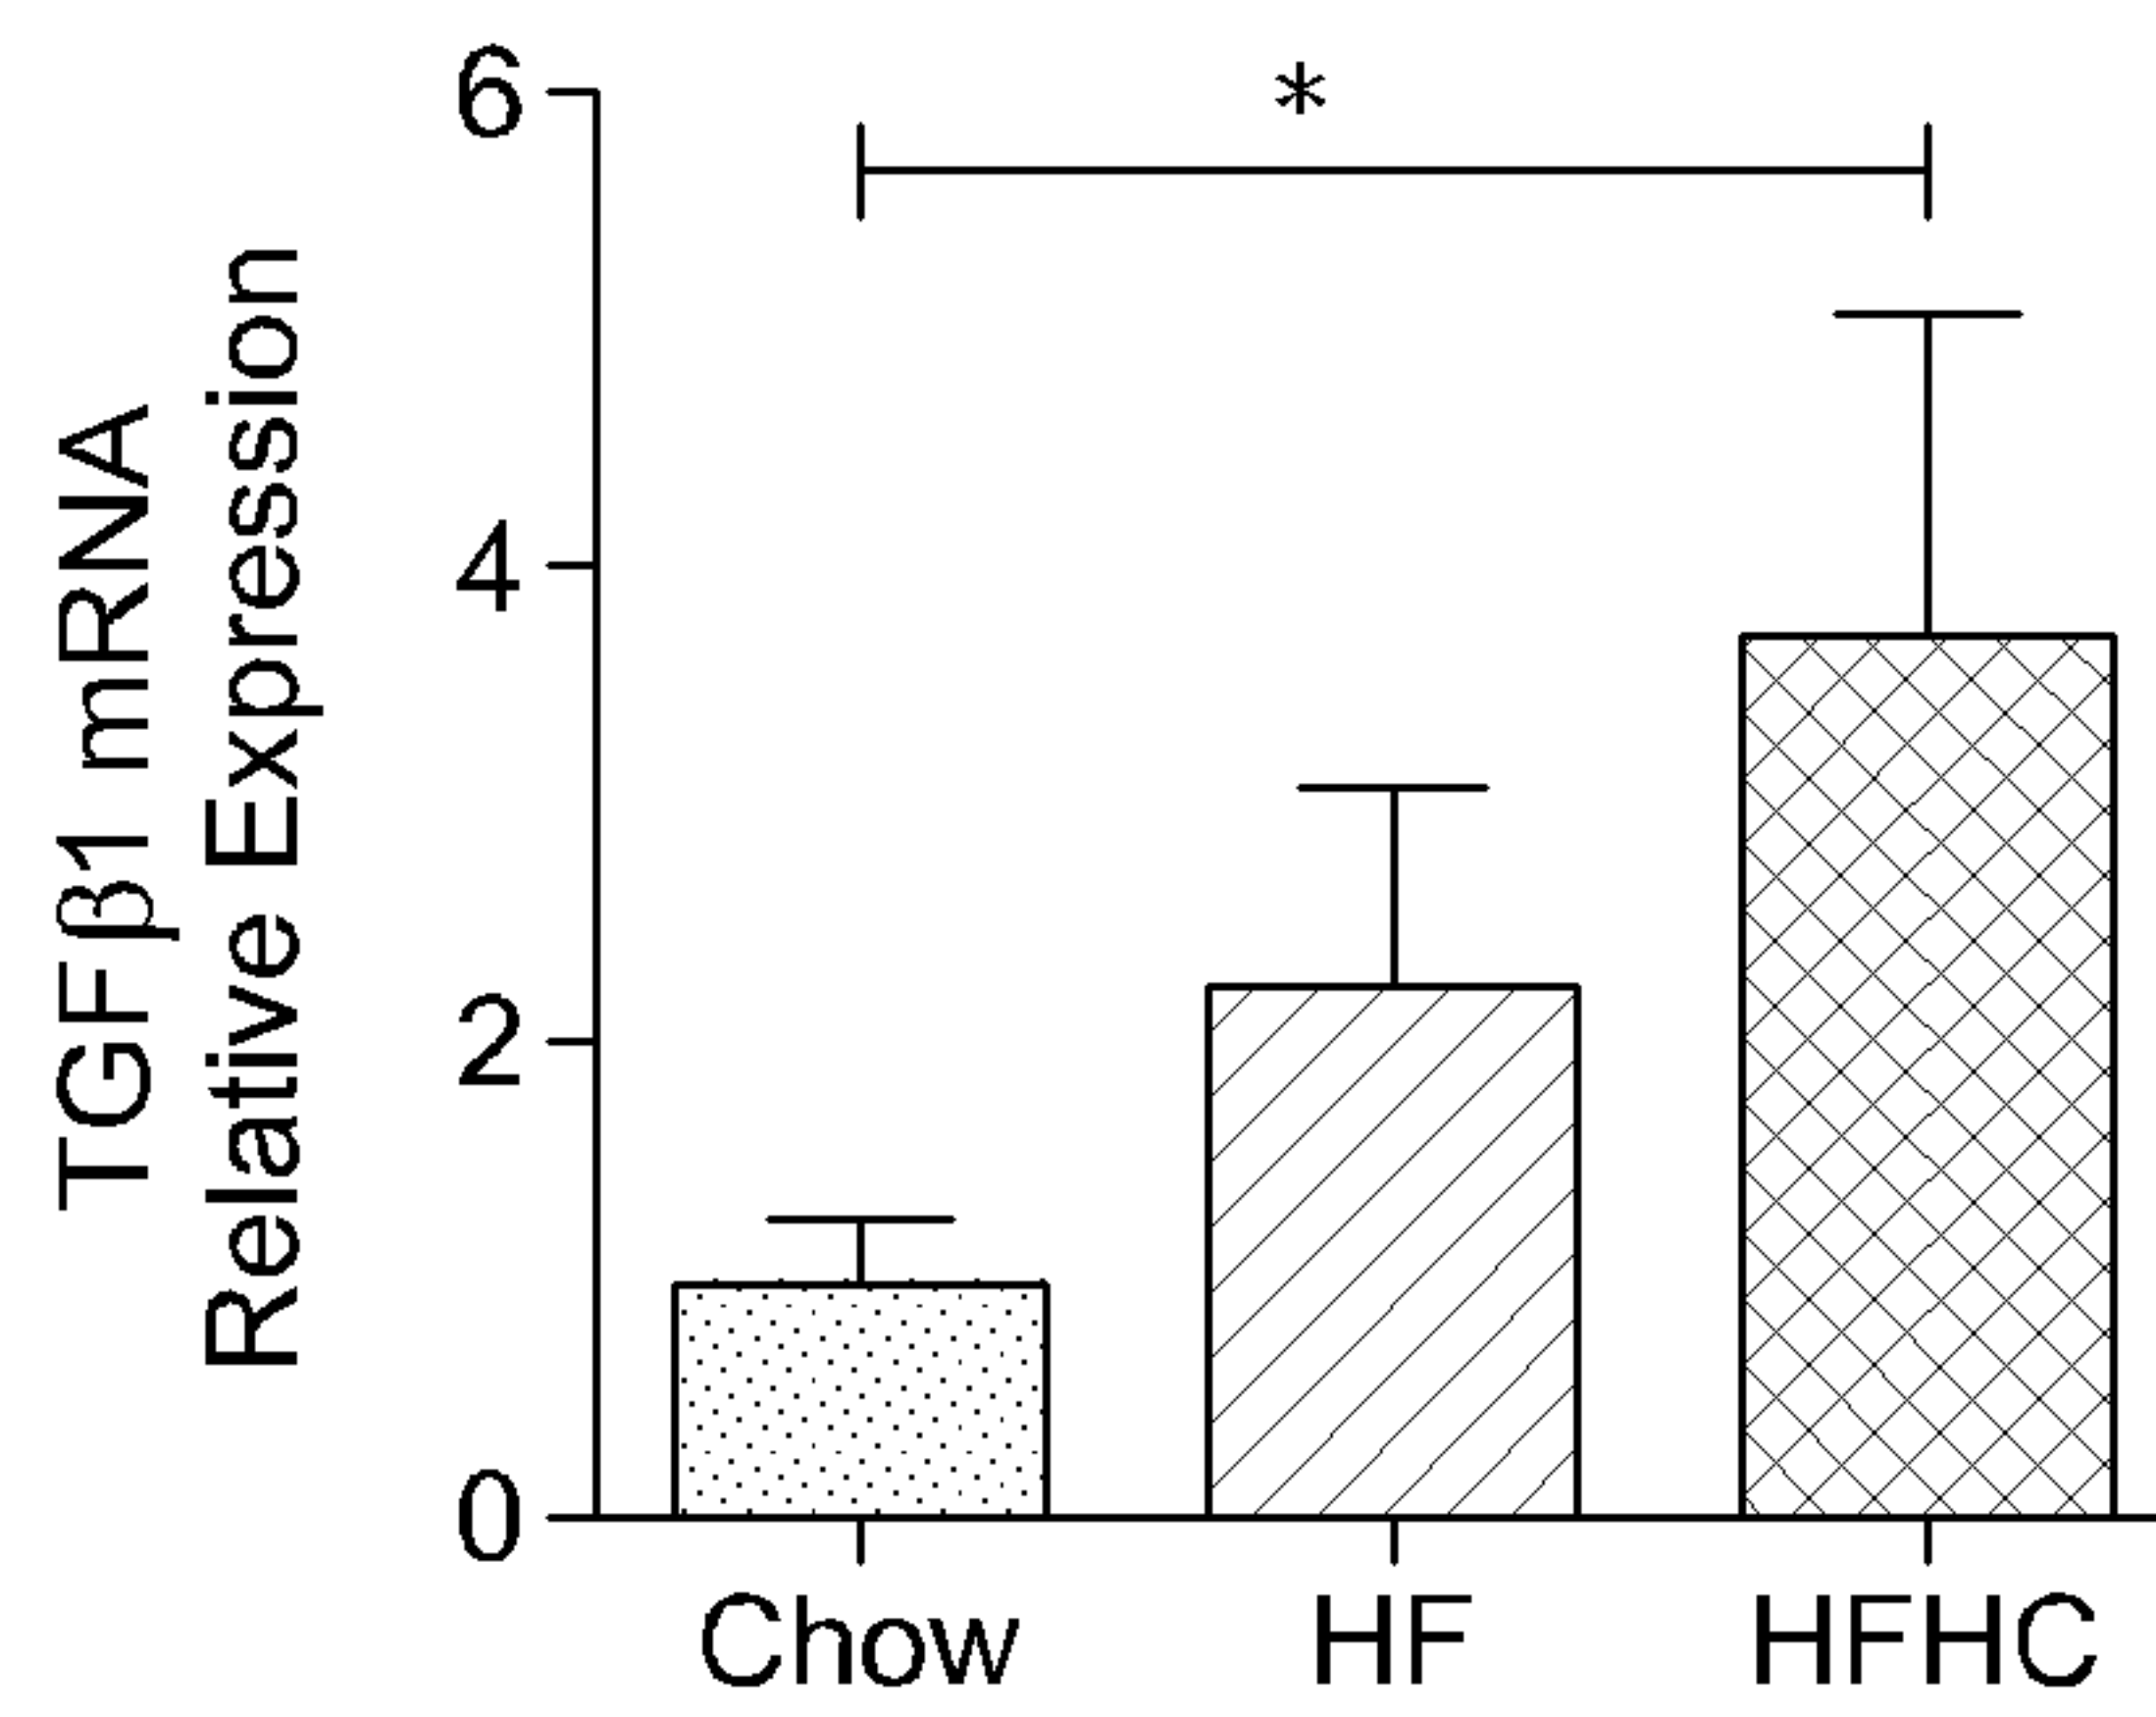 TGFβ1 mRNA
Relative Expression
6
*
4
2
0
Chow HF HFHC